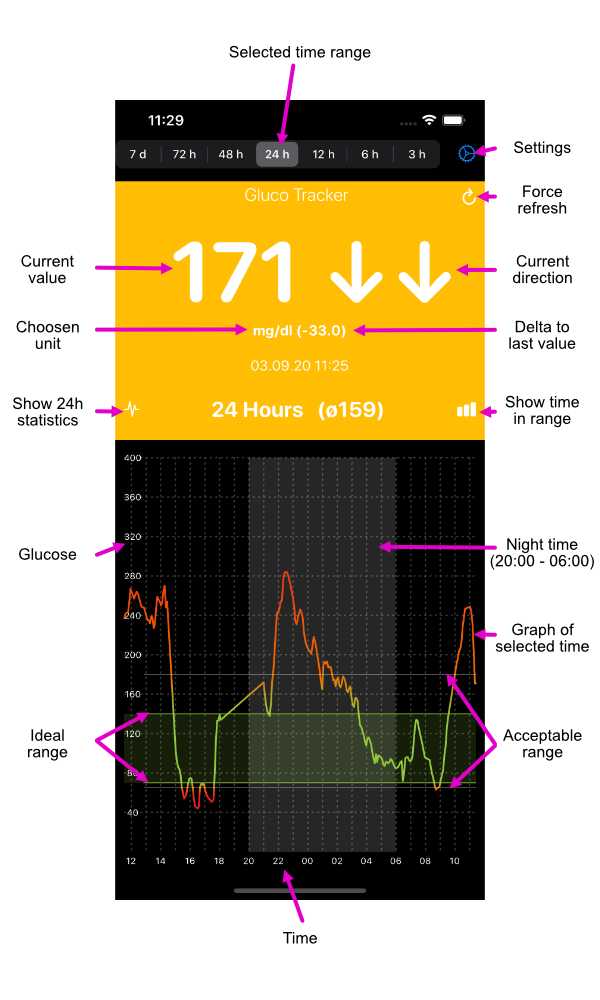 Selected time range
11:29
7 d 72 h 48 h 24 h 12 h 6 h 3 h
Settings
Gluco Tracker
Force
refresh
Current
value
171
Current
direction
Choosen
unit
mg/dl (-33.0)
Delta to
last value
03.09.20 11:25
Show 24h
statistics
24 Hours (ø159)
Show time
in range
400
360
320
Glucose
Night time
(20:00 - 06:00)
280
240
Graph of
selected time
200
160
Ideal
range
120
Acceptable
range
80
40
12 14 16 18 20 22 00 02 04 06 08 10
Time